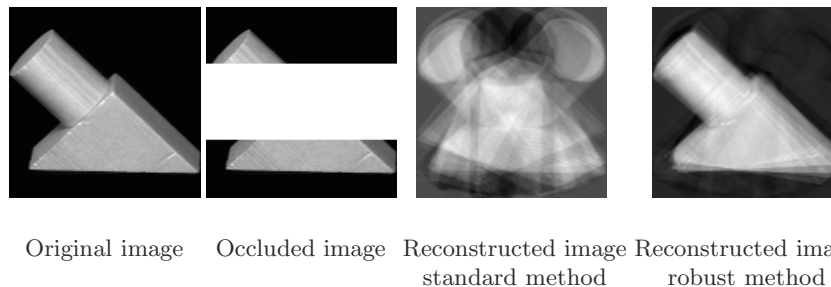 Original image
Occluded image
Reconstructed image
standard method
Reconstructed ima
robust method